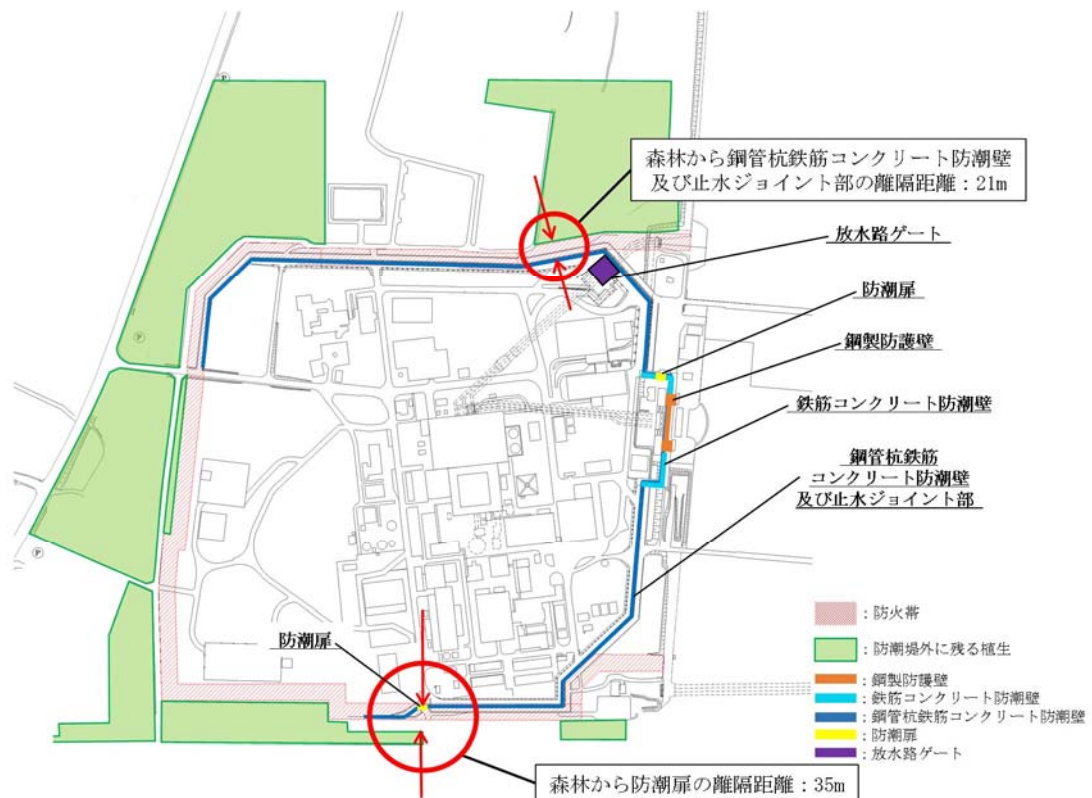 Ⓟ
森林から鋼管杭鉄筋コンクリート防潮壁
及び止水ジョイント部の離隔距離：21m
放水路ゲート
防潮扉
Ⓟ
鋼製防護壁
鉄筋コンクリート防潮壁
鋼管杭鉄筋
コンクリート防潮壁
及び止水ジョイント部
Ⓟ
防潮扉
：防火帯
：防潮堤外に残る植生
：鋼製防護壁
：鉄筋コンクリート防潮壁
：鋼管杭鉄筋コンクリート防潮壁
：防潮扉
：放水路ゲート
森林から防潮扉の離隔距離：35m